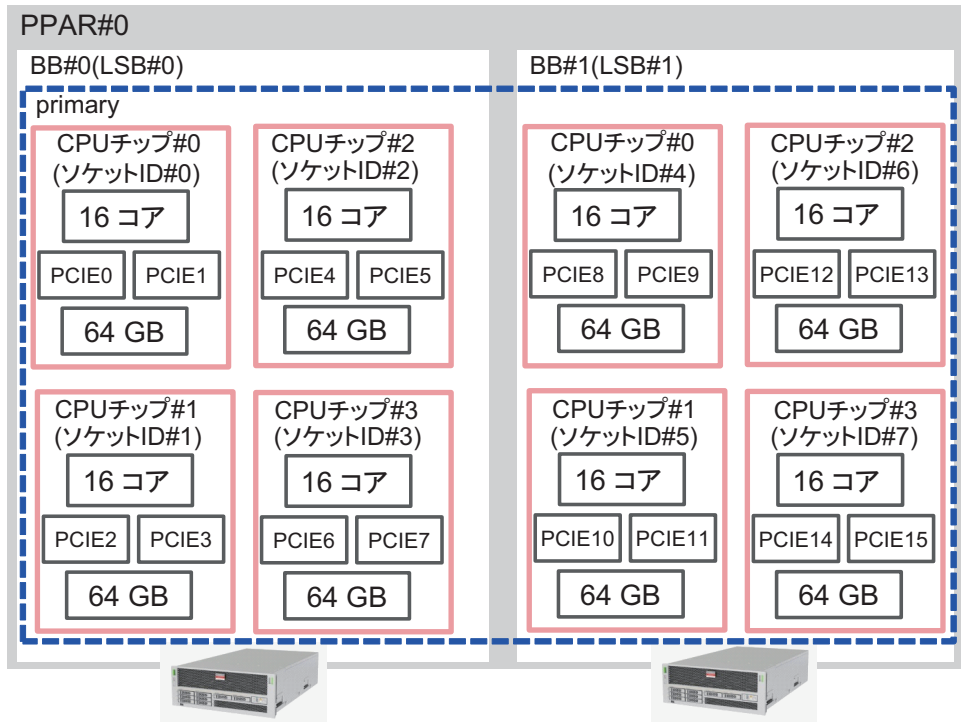 PPAR#0
BB#0(LSB#0)
primary
CPUチップ#0
(ソケットID#0)
16 コア
PCIE0
PCIE1
64 GB
CPUチップ#2
(ソケットID#2)
16 コア
PCIE4
PCIE5
64 GB
CPUチップ#1
(ソケットID#1)
16 コア
PCIE2
PCIE3
64 GB
CPUチップ#3
(ソケットID#3)
16 コア
PCIE6
PCIE7
64 GB
BB#1(LSB#1)
CPUチップ#0
(ソケットID#4)
16 コア
PCIE8
PCIE9
64 GB
CPUチップ#2
(ソケットID#6)
16 コア
PCIE12
PCIE13
64 GB
CPUチップ#1
(ソケットID#5)
16 コア
PCIE10
PCIE11
64 GB
CPUチップ#3
(ソケットID#7)
16 コア
PCIE14
PCIE15
64 GB